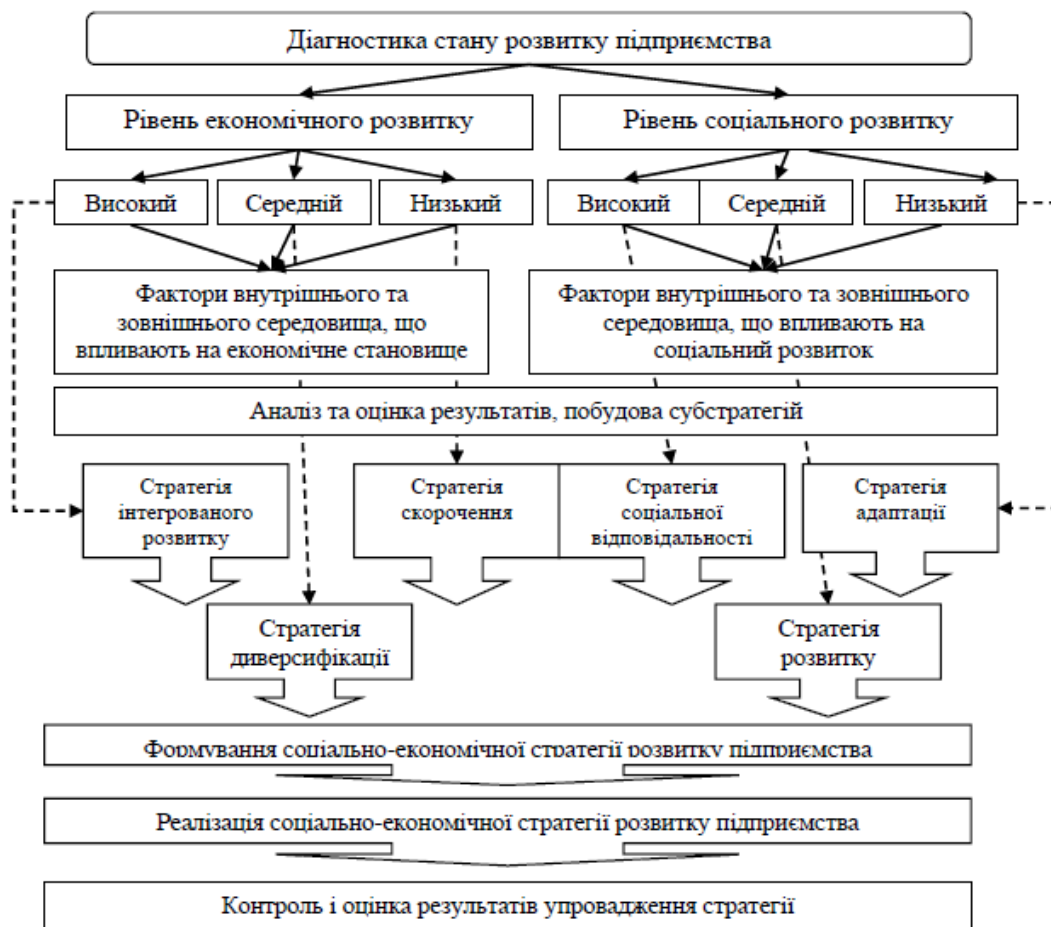 Діагностика стану розвитку підприємства
Рівень економічного розвитку
Рівень соціального розвитку
Високий
Середній
Низький
Високий
Середній
Низький
Фактори внутрішнього та
зовнішнього середовища, що
впливають на економічне становище
Фактори внутрішнього та зовнішнього
середовища, що впливають на
соціальний розвиток
Аналіз та оцінка результатів, побудова субстратегій
Стратегія
інтегрованого
розвитку
Стратегія
скорочення
Стратегія
соціальної
відповідальності
Стратегія
адаптації
Стратегія
диверсифікації
Стратегія
розвитку
Формування соціально-економічної стратегії розвитку підприємства
Реалізація соціально-економічної стратегії розвитку підприємства
Контроль і оцінка результатів упровадження стратегії